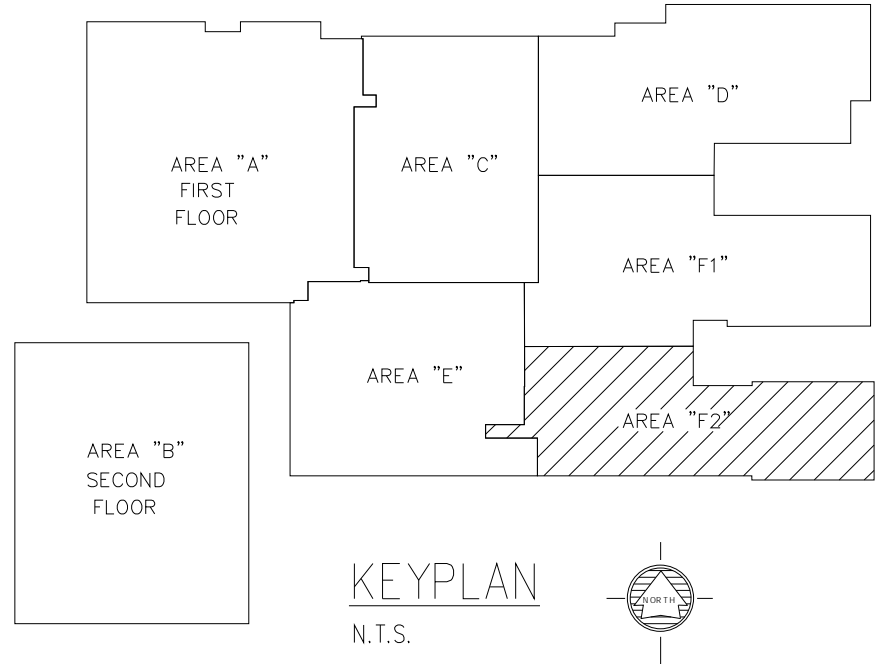 AREA "D"
AREA "A"
FIRST
FLOOR
AREA "C"
AREA "F1"
AREA "E"
AREA "F2"
AREA "B"
SECOND
FLOOR
KEYPLAN
N.T.S.
NORTH